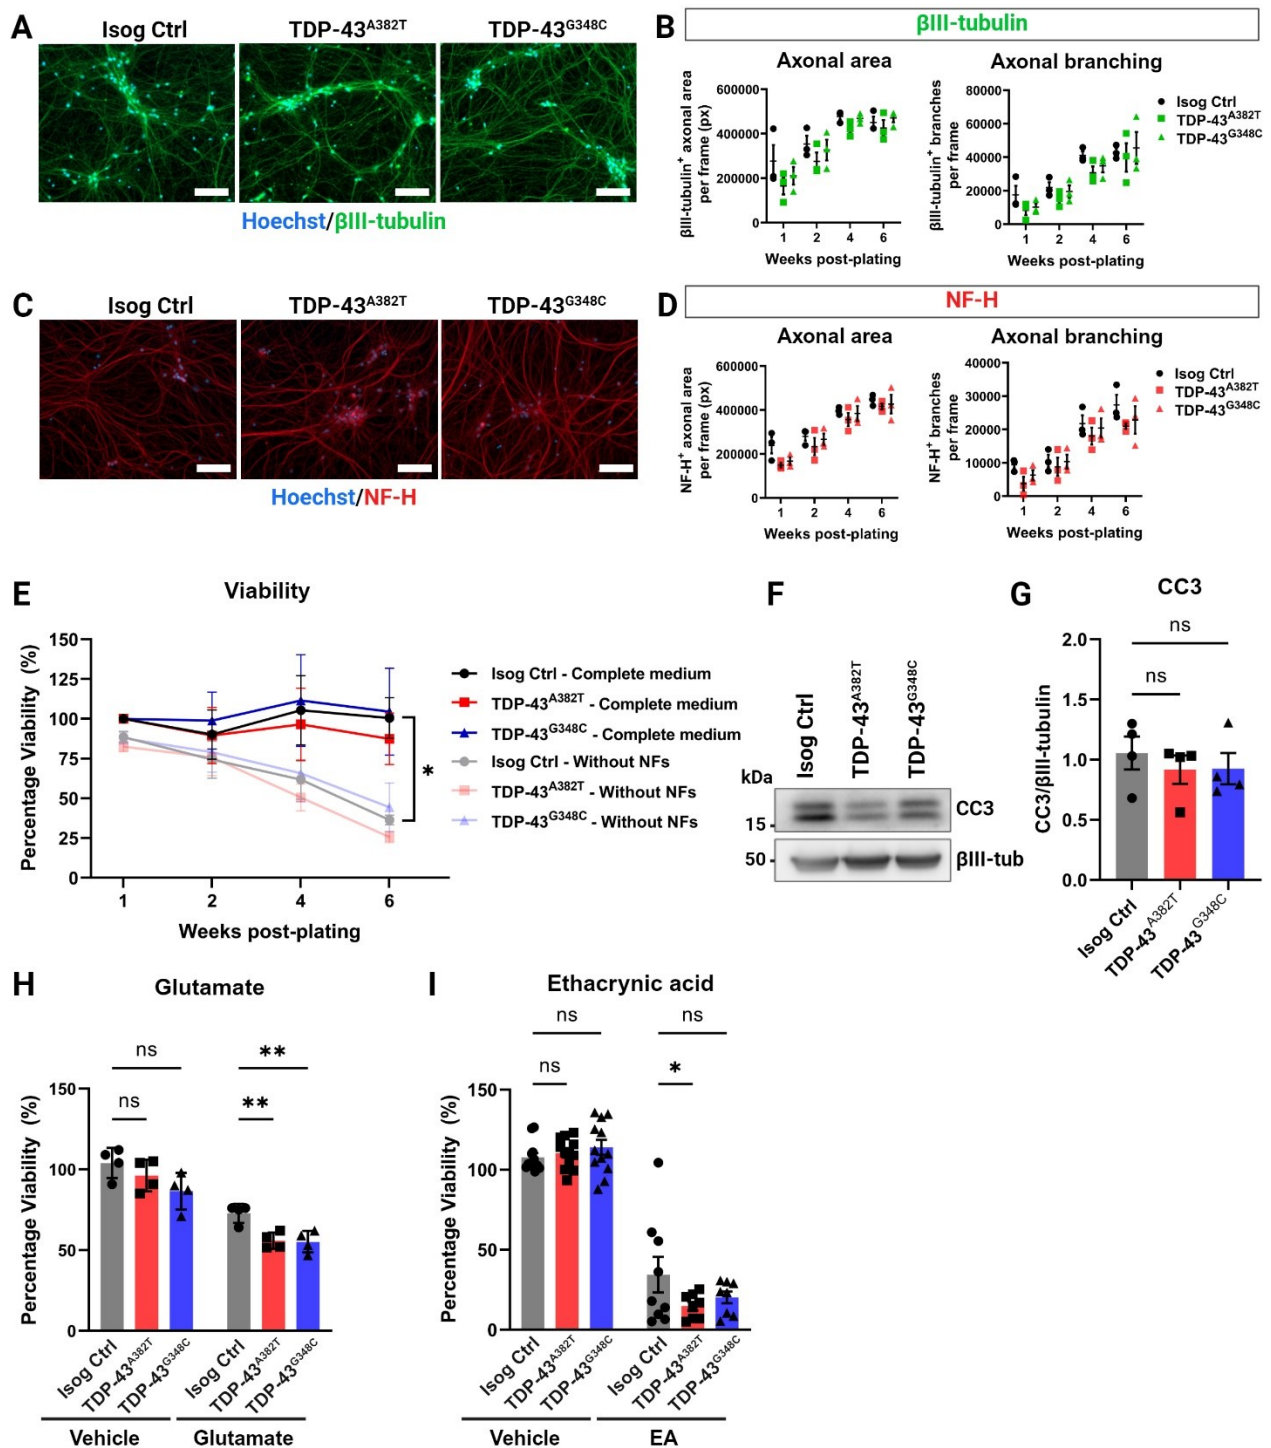 A
Isog Ctrl
TDP-43A382T
TDP-43G348C
Hoechst/βIII-tubulin
B
βIII-tubulin
Axonal area
βIII-tubulin+ axonal area
per frame (px)
600000
400000
200000
0
1 2 4 6
Weeks post-plating
Axonal branching
βIII-tubulin+ branches
per frame
80000
60000
40000
20000
0
1 2 4 6
Weeks post-plating
Isog Ctrl
TDP-43A382T
TDP-43G348C
C
Isog Ctrl
TDP-43A382T
TDP-43G348C
Hoechst/NF-H
D
NF-H
Axonal area
NF-H+ axonal area
per frame (px)
600000
400000
200000
0
1 2 4 6
Weeks post-plating
Axonal branching
NF-H+ branches
per frame
40000
30000
20000
10000
0
1 2 4 6
Weeks post-plating
Isog Ctrl
TDP-43A382T
TDP-43G348C
E
Viability
Percentage Viability (%)
150
125
100
75
50
25
0
1 2 4 6
Weeks post-plating
*
Isog Ctrl - Complete medium
TDP-43A382T - Complete medium
TDP-43G348C - Complete medium
Isog Ctrl - Without NFs
TDP-43A382T - Without NFs
TDP-43G348C - Without NFs
F
Isog Ctrl
TDP-43A382T
TDP-43G348C
kDa
15
CC3
50
βIII-tub
G
CC3
CC3/βIII-tubulin
2.0
1.5
1.0
0.5
0.0
ns
ns
Isog Ctrl
TDP-43A382T
TDP-43G348C
H
Glutamate
Percentage Viability (%)
150
100
50
0
ns
ns
**
**
Isog Ctrl
TDP-43A382T
TDP-43G348C
Isog Ctrl
TDP-43A382T
TDP-43G348C
Vehicle
Glutamate
I
Ethacrynic acid
Percentage Viability (%)
150
100
50
0
ns
ns
ns
*
Isog Ctrl
TDP-43A382T
TDP-43G348C
Isog Ctrl
TDP-43A382T
TDP-43G348C
Vehicle
EA